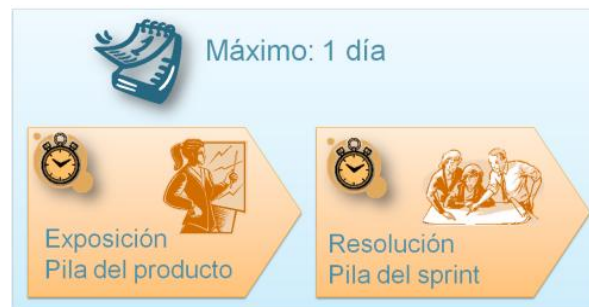 Máximo: 1 día
Exposición
Pila del producto
Resolución
Pila del sprint